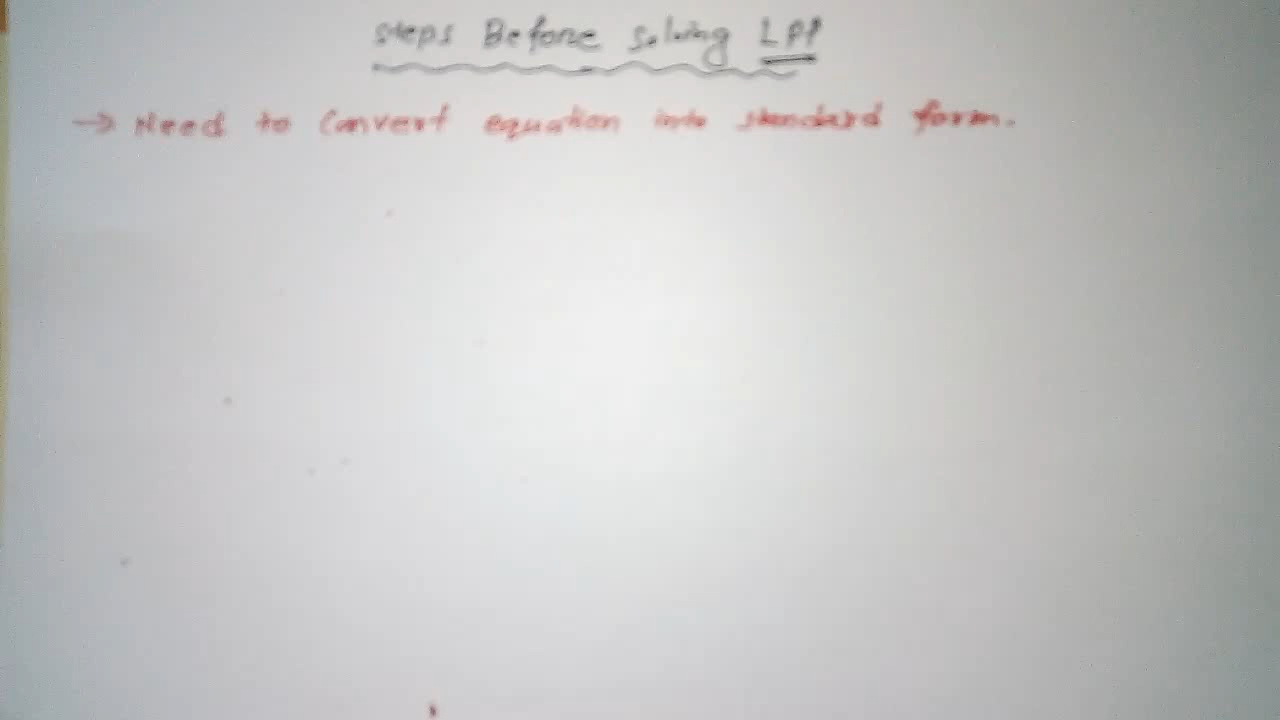 Steps Before Solving LPP
→ Need to Convert equation into standard form.